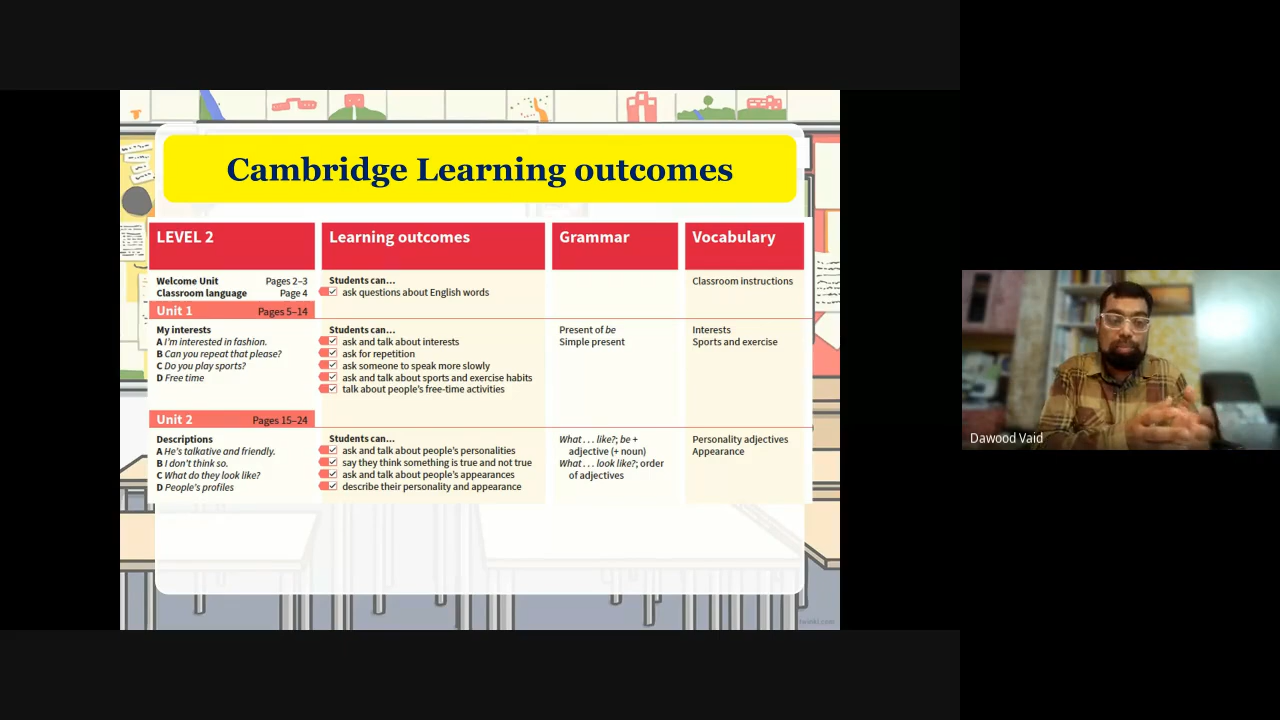 Cambridge Learning outcomes
LEVEL 2
Learning outcomes
Grammar
Vocabulary
Welcome Unit Pages 2–3
Classroom language Page 4
Students can…
ask questions about English words
Classroom instructions
Unit 1 Pages 5–14
My interests
A I'm interested in fashion.
B Can you repeat that please?
C Do you play sports?
D Free time
Students can…
ask and talk about interests
ask for repetition
ask someone to speak more slowly
ask and talk about sports and exercise habits
talk about people's free-time activities
Present of be
Simple present
Interests
Sports and exercise
Unit 2 Pages 15–24
Descriptions
A He's talkative and friendly.
B I don't think so.
C What do they look like?
D People's profiles
Students can…
ask and talk about people's personalities
say they think something is true and not true
ask and talk about people's appearances
describe their personality and appearance
What . . . like?; be +
adjective (+ noun)
What . . . look like?; order
of adjectives
Personality adjectives
Appearance
Dawood Vaid